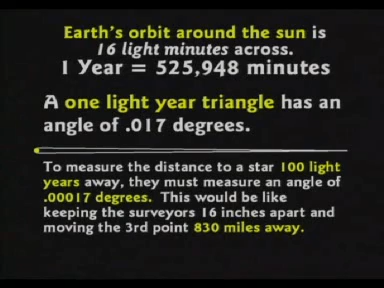 Earth's orbit around the sun is
16 light minutes across.
1 Year = 525,948 minutes
A one light year triangle has an
angle of .017 degrees.
To measure the distance to a star 100 light
years away, they must measure an angle of
.00017 degrees. This would be like
keeping the surveyors 16 inches apart and
moving the 3rd point 830 miles away.